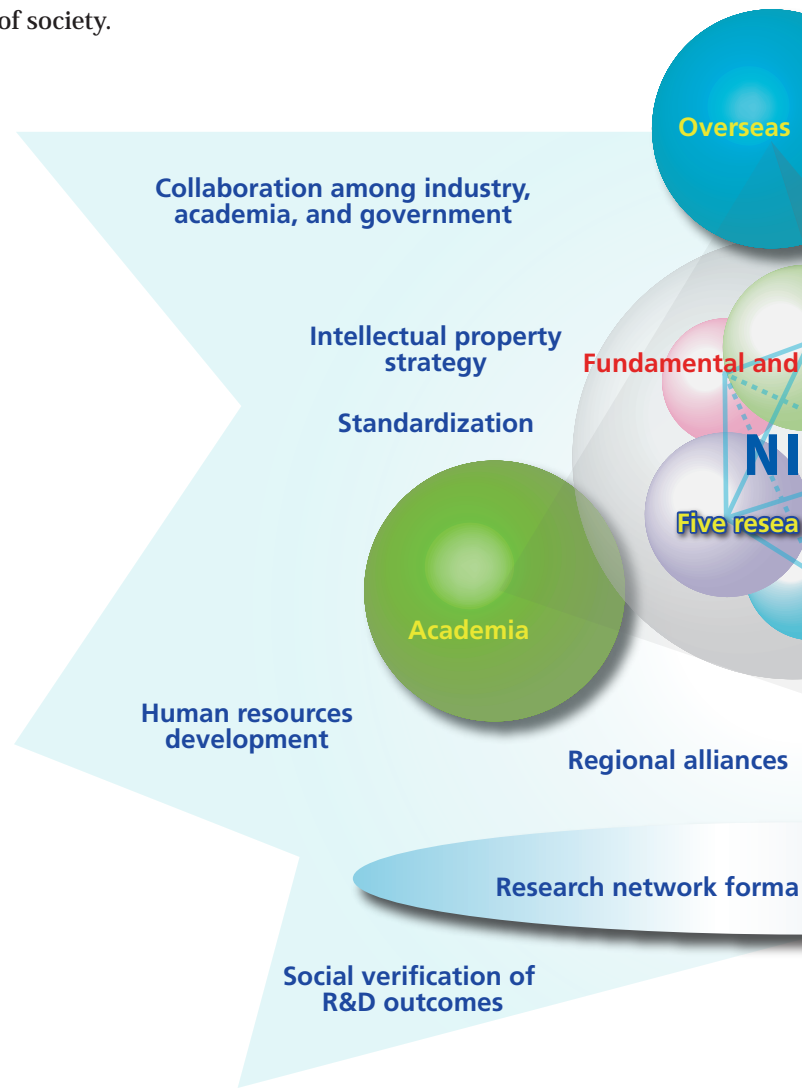 of society.
Overseas
Collaboration among industry,
academia, and government
Intellectual property
strategy
Fundamental and
Standardization
NI
Five resea
Academia
Human resources
development
Regional alliances
Research network forma
Social verification of
R&D outcomes